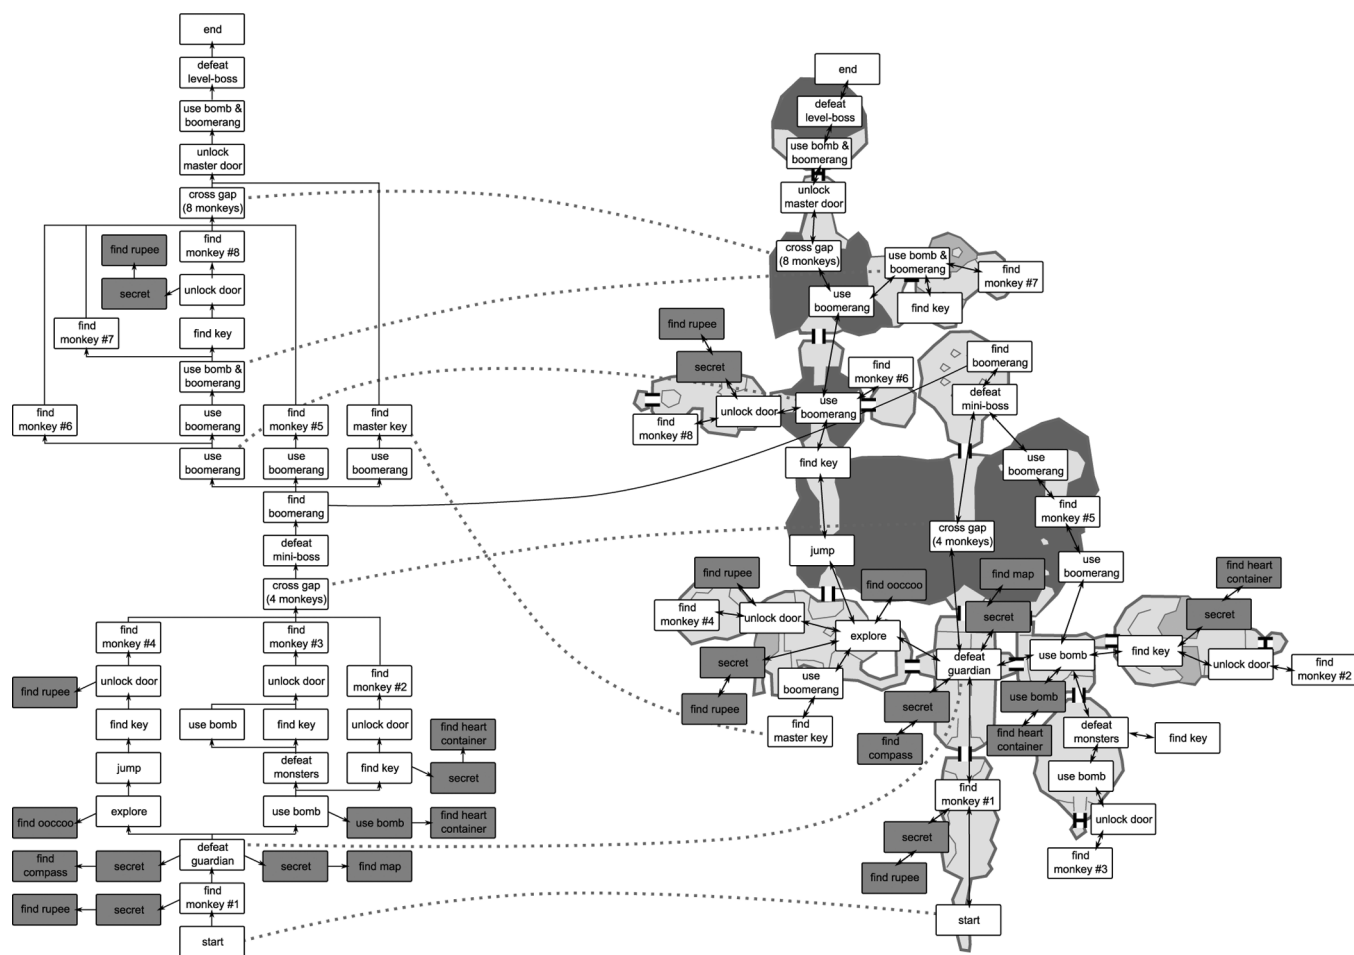 end
defeat
level-boss
use bomb &
boomerang
unlock
master door
cross gap
(8 monkeys)
find rupee
find
monkey #8
secret
unlock door
find
monkey #7
find key
use bomb &
boomerang
find
monkey #6
use
boomerang
find
monkey #5
find
master key
use
boomerang
use
boomerang
use
boomerang
find
boomerang
defeat
mini-boss
cross gap
(4 monkeys)
find
monkey #4
find
monkey #3
find rupee
unlock door
unlock door
find
monkey #2
find key
use bomb
find key
unlock door
find heart
container
jump
defeat
monsters
find key
secret
find ooccoo
explore
use bomb
use bomb
find heart
container
find
compass
secret
defeat
guardian
secret
find map
find rupee
secret
find
monkey #1
start
end
defeat
level-boss
use bomb &
boomerang
unlock
master door
cross gap
(8 monkeys)
use bomb &
boomerang
find
monkey #7
use
boomerang
find key
find rupee
secret
find
monkey #6
find
boomerang
unlock door
use
boomerang
defeat
mini-boss
find
monkey #8
find key
use
boomerang
find
monkey #5
cross gap
(4 monkeys)
jump
use
boomerang
find rupee
find ooccoo
find map
find heart
container
find
monkey #4
unlock door
explore
secret
secret
secret
use
boomerang
defeat
guardian
use bomb
find key
unlock door
find
monkey #2
find rupee
find
master key
secret
find
compass
use bomb
find heart
container
defeat
monsters
find key
use bomb
find
monkey #1
unlock door
secret
find
monkey #3
find rupee
start